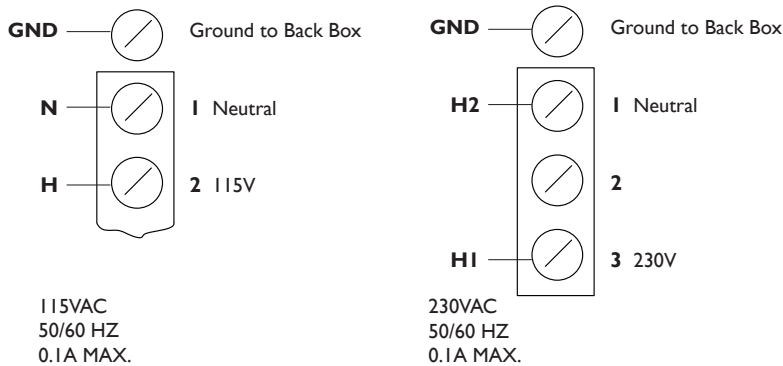 GND Ground to Back Box
N 1 Neutral
H 2 115V
115VAC
50/60 HZ
0.1A MAX.
GND Ground to Back Box
H2 1 Neutral
2
H1 3 230V
230VAC
50/60 HZ
0.1A MAX.